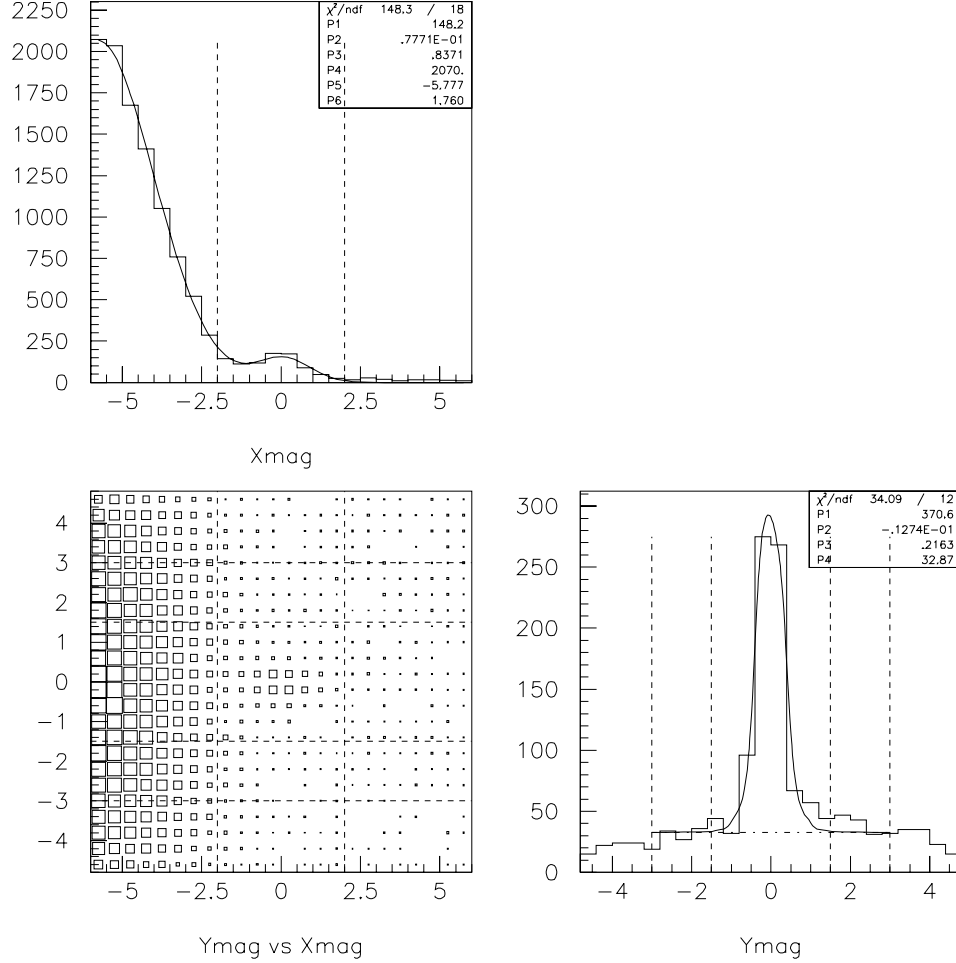 χ²/ndf 148.3 / 18
P1 148.2
P2 .7771E-01
P3 .8371
P4 2070.
P5 -5.777
P6 1.760
2250
2000
1750
1500
1250
1000
750
500
250
0
-5 -2.5 0 2.5 5
Xmag
4
3
2
1
0
-1
-2
-3
-4
-5 -2.5 0 2.5 5
Ymag vs Xmag
χ²/ndf 34.09 / 12
P1 370.6
P2 -.1274E-01
P3 .2163
P4 32.87
300
250
200
150
100
50
0
-4 -2 0 2 4
Ymag